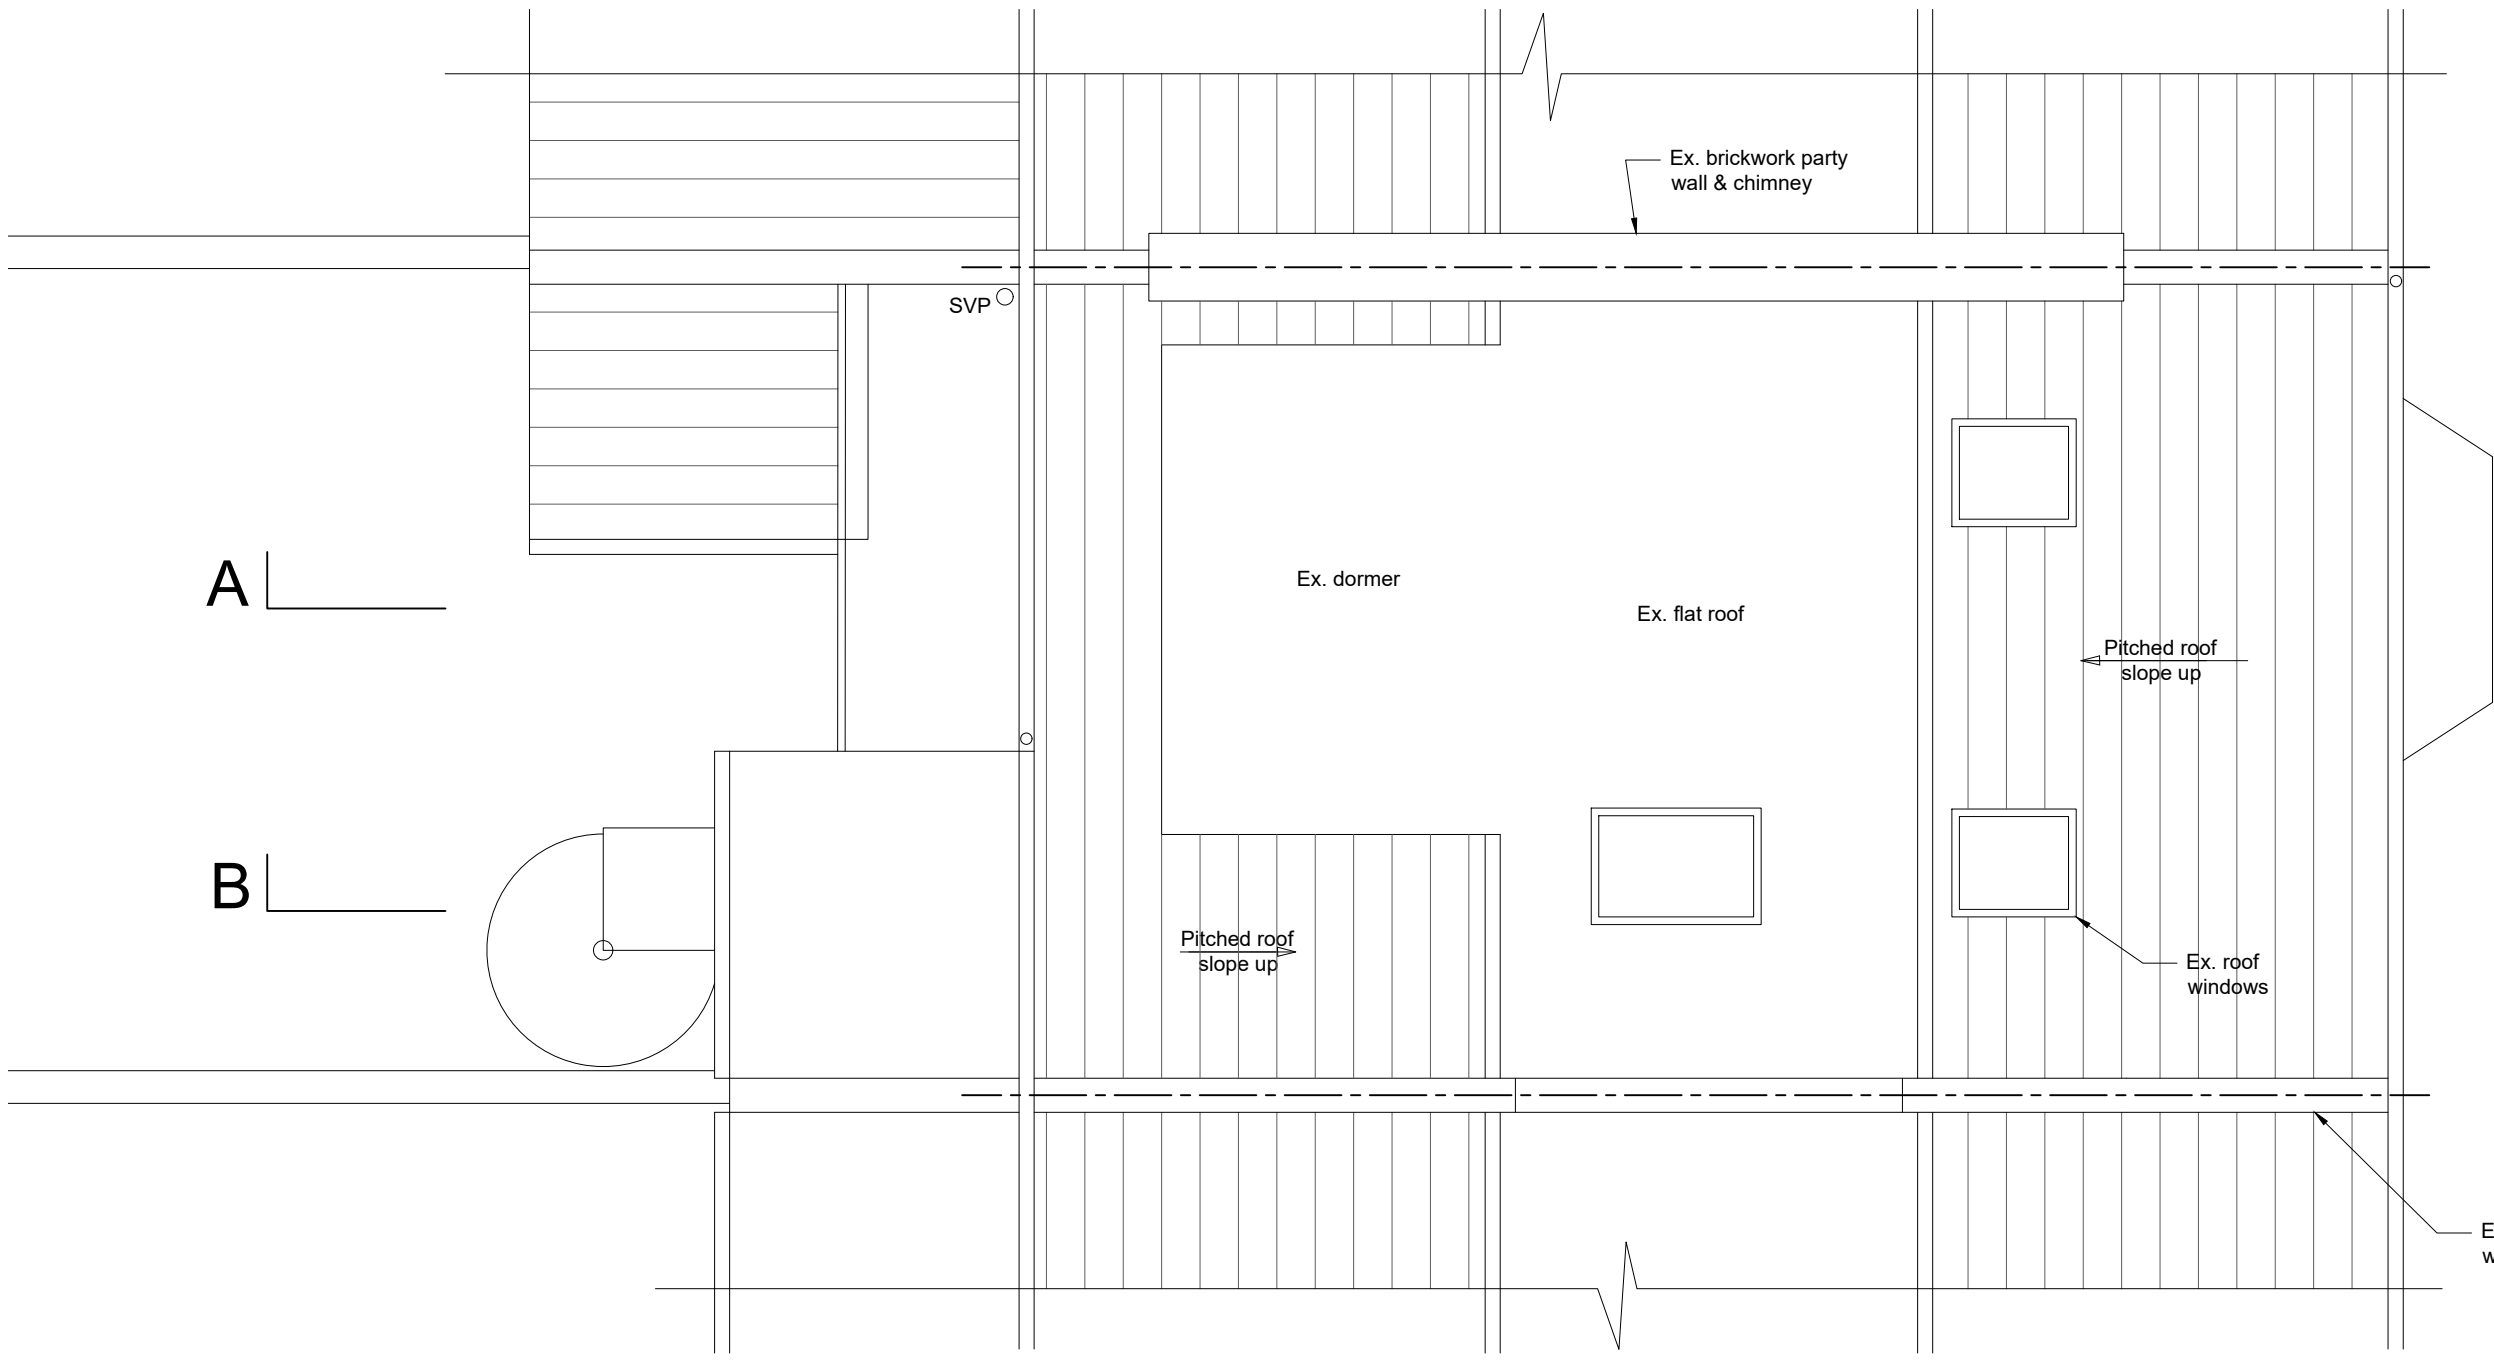 Ex. brickwork party
wall & chimney
SVP
A
Ex. dormer
Ex. flat roof
Pitched roof
slope up
B
Pitched roof
slope up
Ex. roof
windows